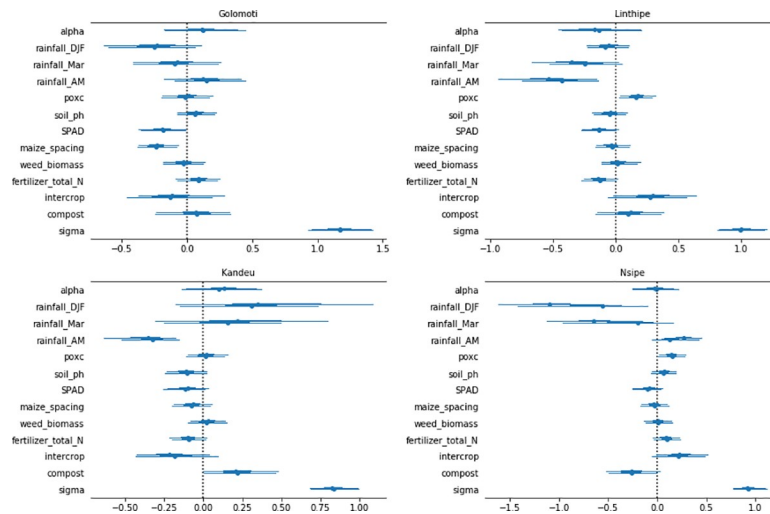 Golomoti
alpha
rainfall_DJF
rainfall_Mar
rainfall_AM
poxc
soil_ph
SPAD
maize_spacing
weed_biomass
fertilizer_total_N
intercrop
compost
sigma
−0.5 0.0 0.5 1.0
Linthipe
alpha
rainfall_DJF
rainfall_Mar
rainfall_AM
poxc
soil_ph
SPAD
maize_spacing
weed_biomass
fertilizer_total_N
intercrop
compost
sigma
−1.0 −0.5 0.0 0.5 1.0
Kandeu
alpha
rainfall_DJF
rainfall_Mar
rainfall_AM
poxc
soil_ph
SPAD
maize_spacing
weed_biomass
fertilizer_total_N
intercrop
compost
sigma
−0.50 −0.25 0.00 0.25 0.50 0.75 1.00
Nsipe
alpha
rainfall_DJF
rainfall_Mar
rainfall_AM
poxc
soil_ph
SPAD
maize_spacing
weed_biomass
fertilizer_total_N
intercrop
compost
sigma
−1.5 −1.0 −0.5 0.0 0.5 1.0